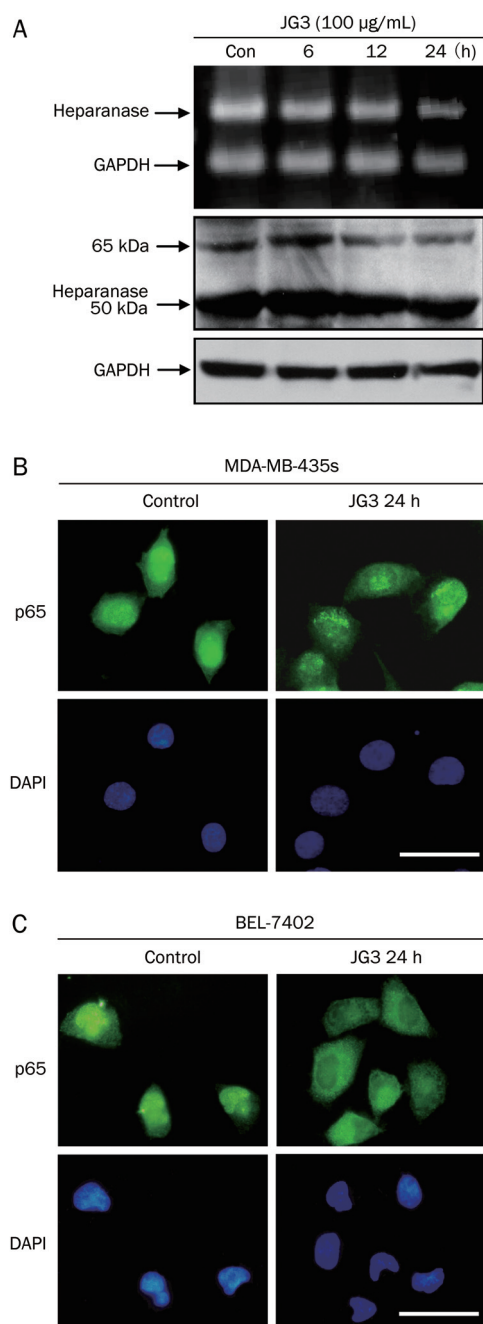 A
JG3 (100 µg/mL)
Con 6 12 24 (h)
Heparanase
GAPDH
65 kDa
Heparanase
50 kDa
GAPDH
B
MDA-MB-435s
Control JG3 24 h
p65
DAPI
C
BEL-7402
Control JG3 24 h
p65
DAPI